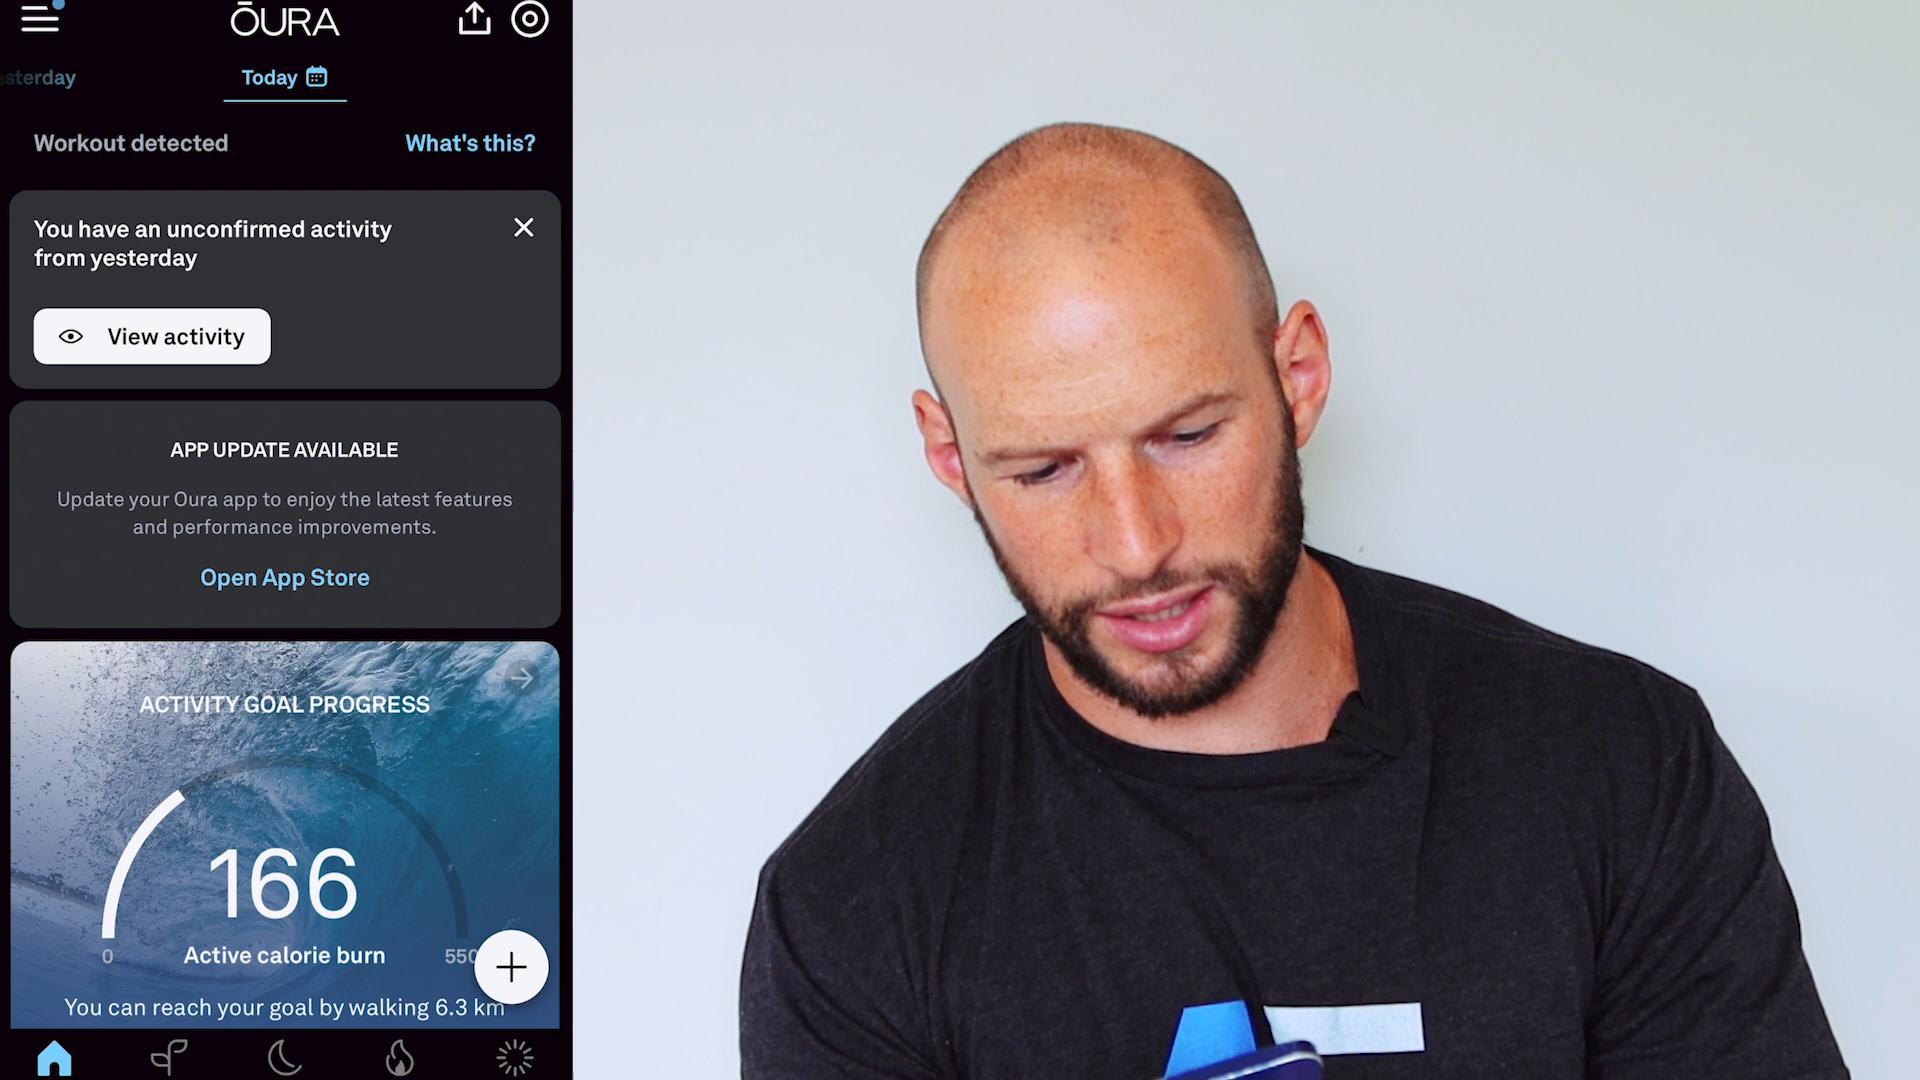 ŌURA
sterday
Today
Workout detected
What's this?
You have an unconfirmed activity
from yesterday
View activity
APP UPDATE AVAILABLE
Update your Oura app to enjoy the latest features
and performance improvements.
Open App Store
ACTIVITY GOAL PROGRESS
166
0
Active calorie burn
550
You can reach your goal by walking 6.3 km